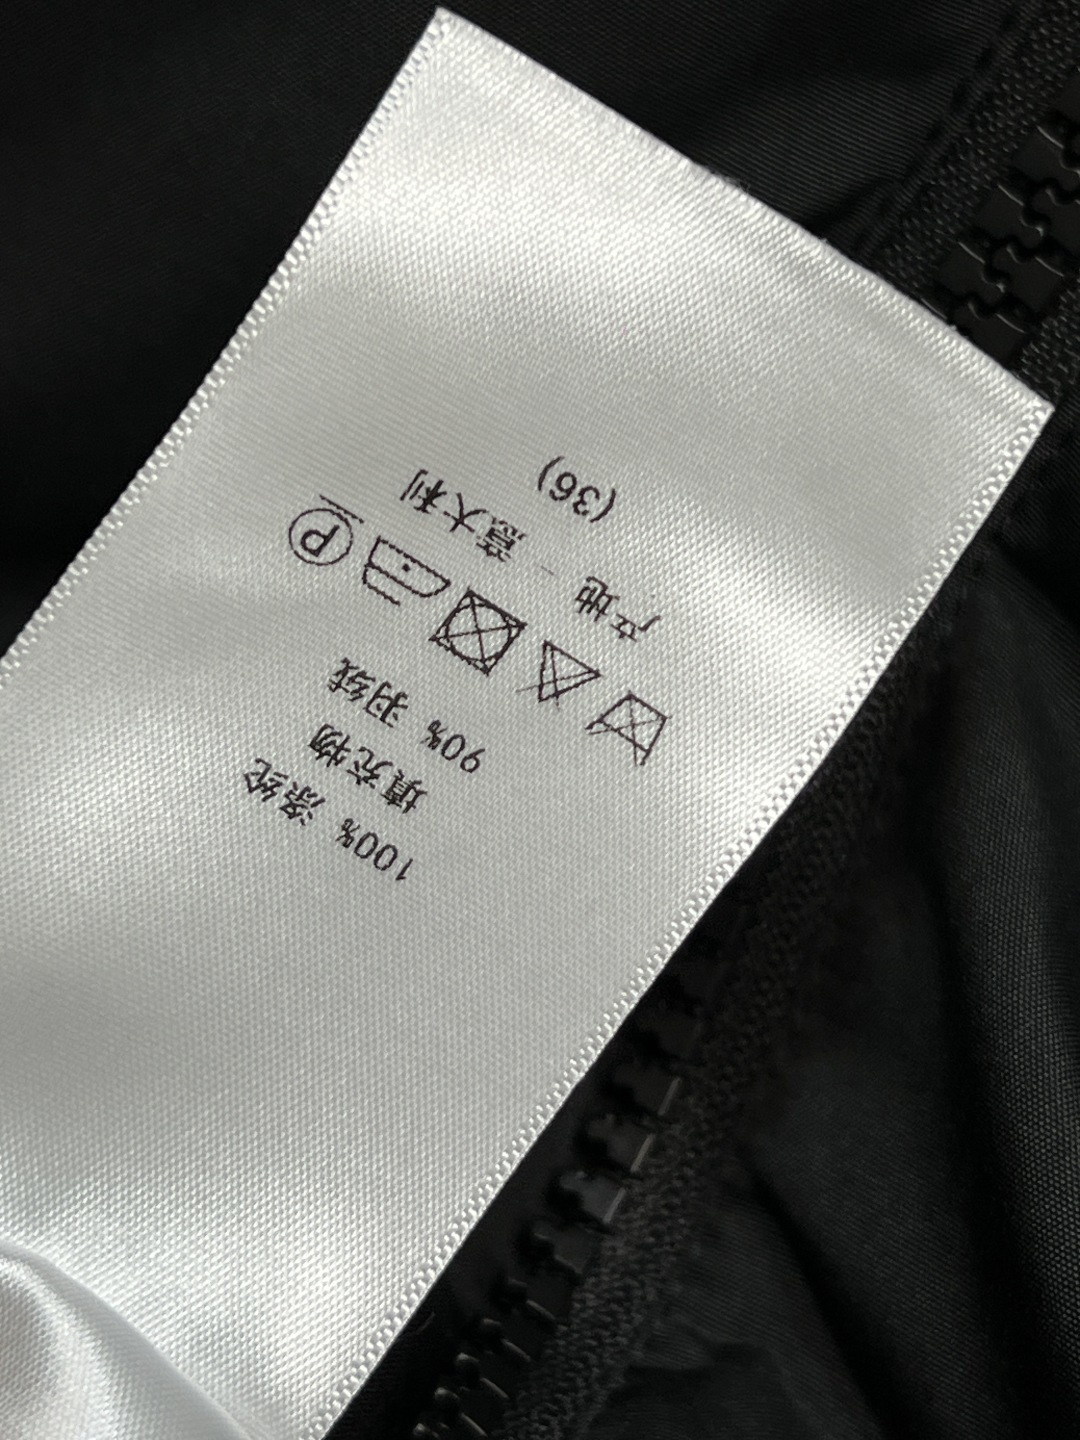 100% 涤纶
填充物
90% 羽绒
P
产地 - 意大利
(36)